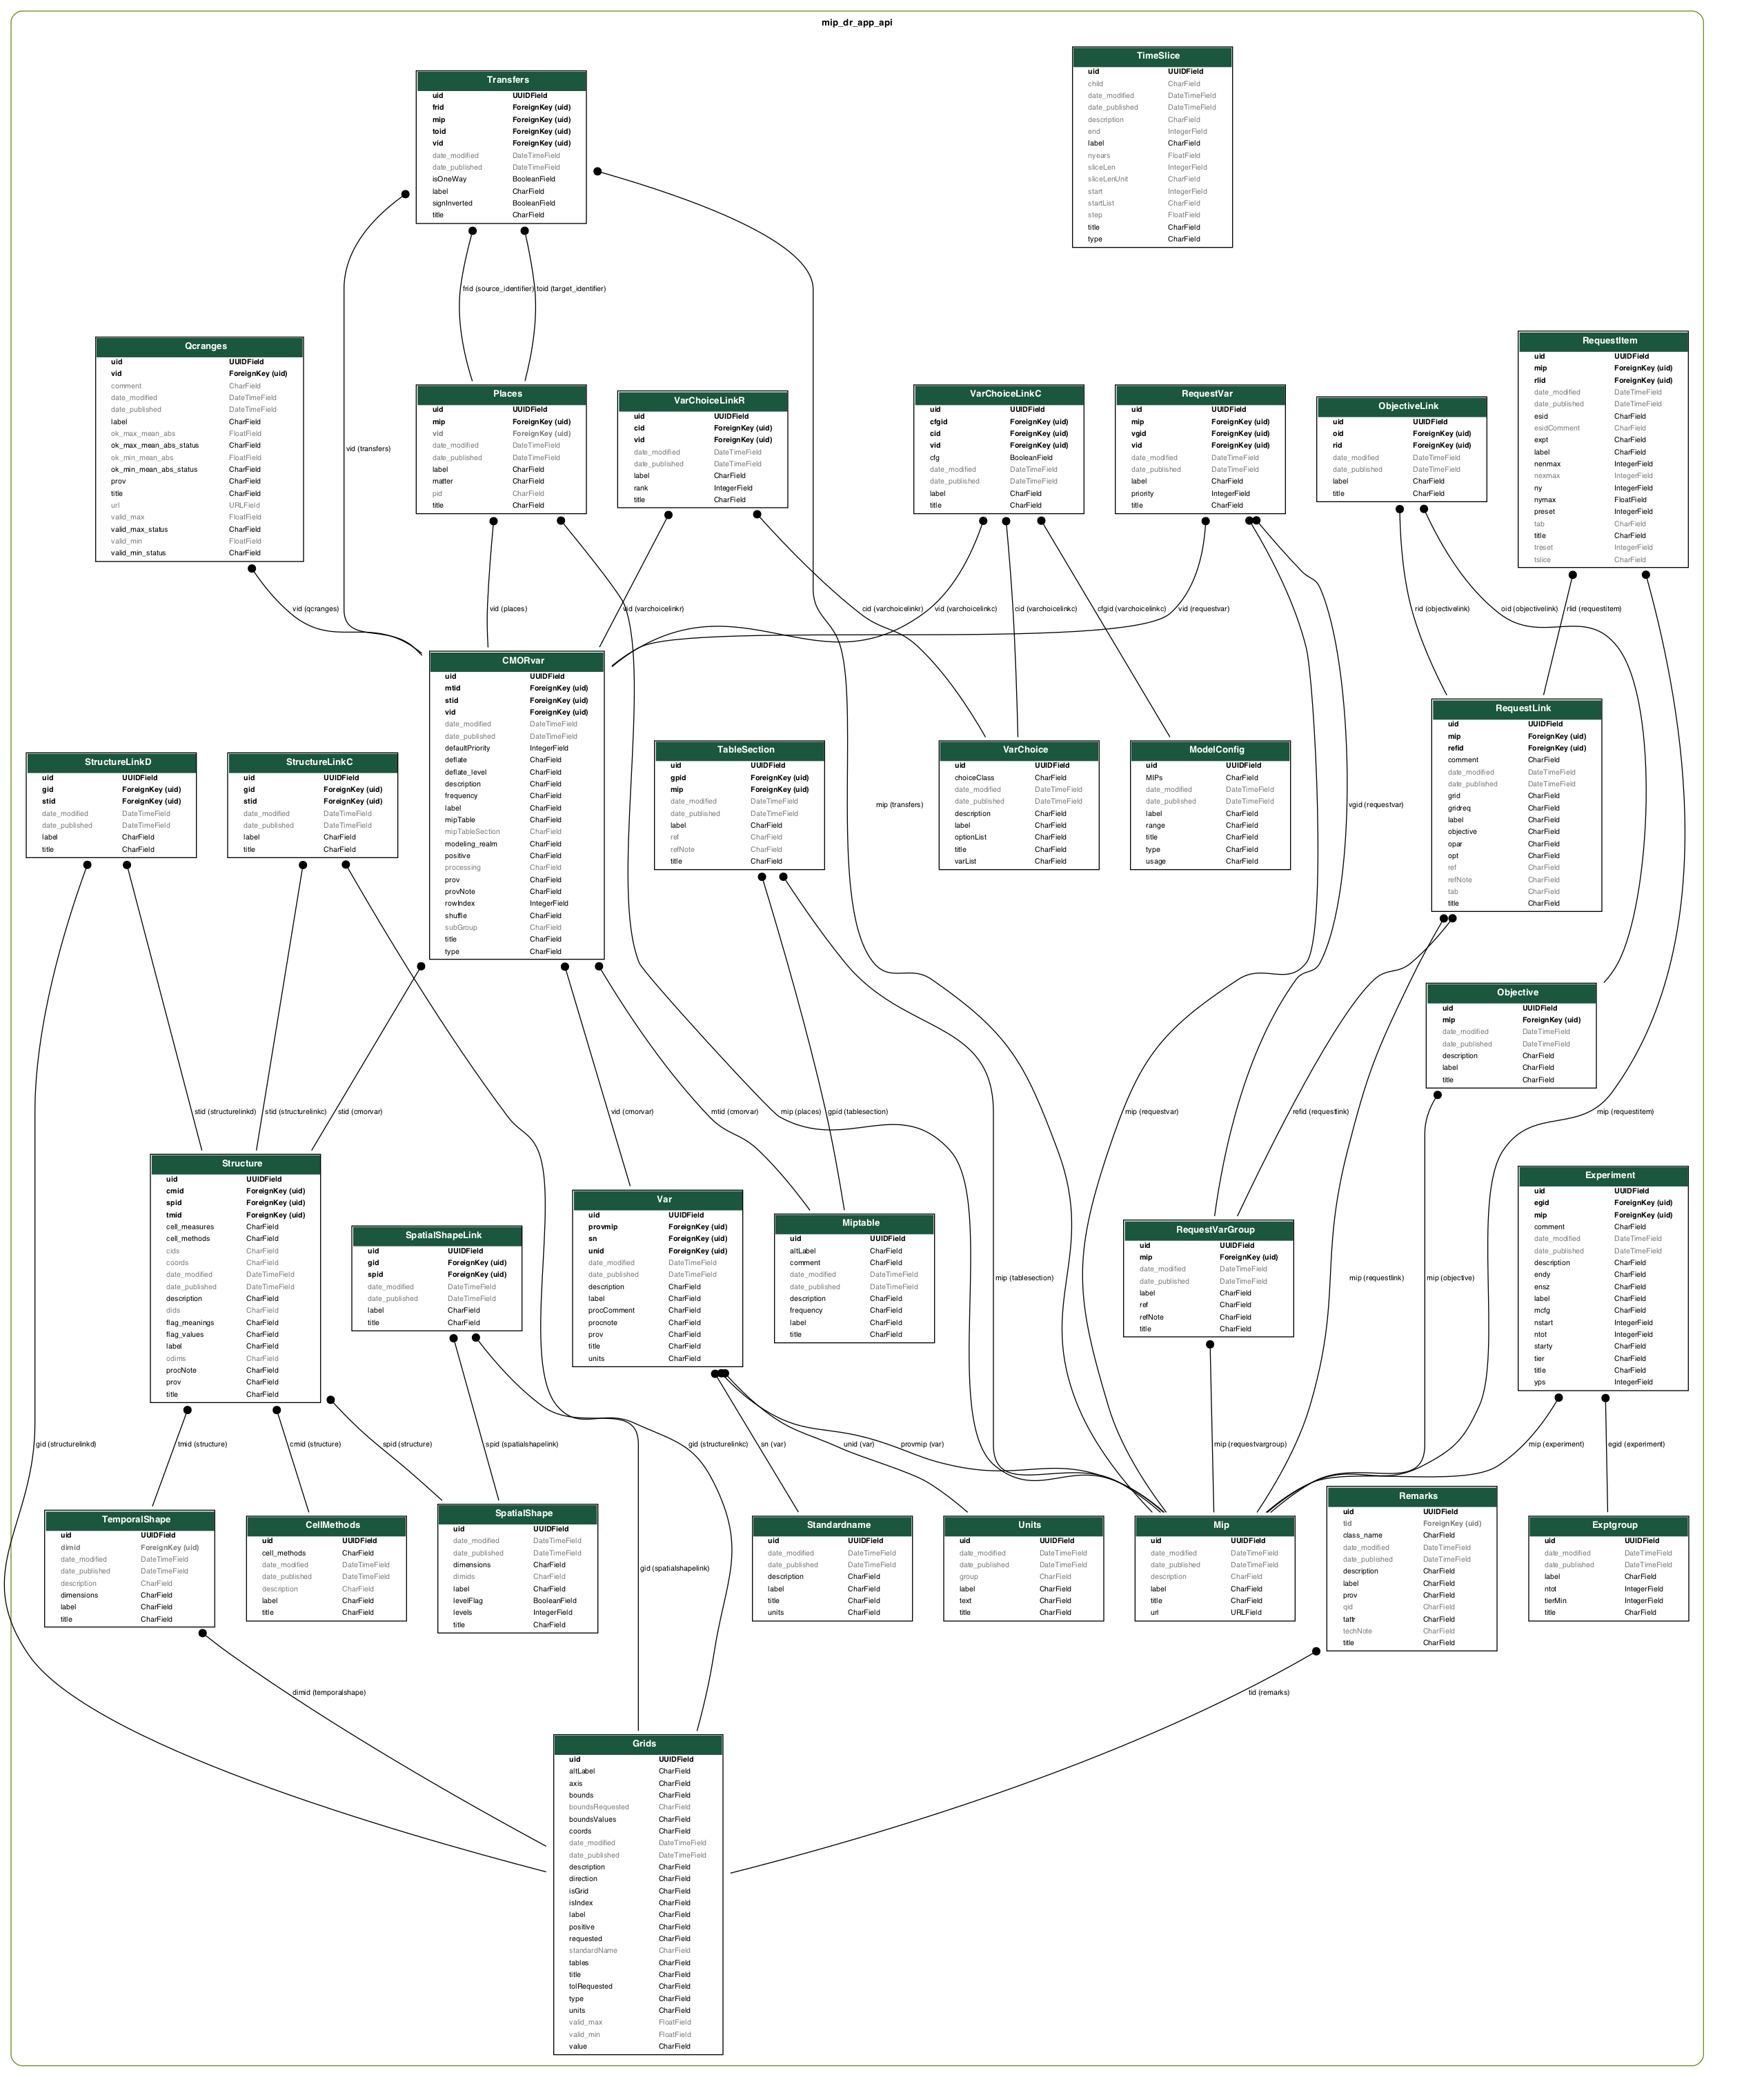 mip_dr_app_api
TimeSlice
uid UUIDField
child CharField
date_modified DateTimeField
date_published DateTimeField
description CharField
end IntegerField
label CharField
nyears FloatField
sliceLen IntegerField
sliceLenUnit CharField
start IntegerField
startList CharField
step FloatField
title CharField
type CharField
Transfers
uid UUIDField
frid ForeignKey (uid)
mip ForeignKey (uid)
toid ForeignKey (uid)
vid ForeignKey (uid)
date_modified DateTimeField
date_published DateTimeField
isOneWay BooleanField
label CharField
signInverted BooleanField
title CharField
frid (source_identifier) toid (target_identifier)
vid (transfers)
Qcranges
uid UUIDField
vid ForeignKey (uid)
comment CharField
date_modified DateTimeField
date_published DateTimeField
label CharField
ok_max_mean_abs FloatField
ok_max_mean_abs_status CharField
ok_min_mean_abs FloatField
ok_min_mean_abs_status CharField
prov CharField
title CharField
url URLField
valid_max FloatField
valid_max_status CharField
valid_min FloatField
valid_min_status CharField
Places
uid UUIDField
mip ForeignKey (uid)
vid ForeignKey (uid)
date_modified DateTimeField
date_published DateTimeField
label CharField
matter CharField
pid CharField
title CharField
VarChoiceLinkR
uid UUIDField
cid ForeignKey (uid)
vid ForeignKey (uid)
date_modified DateTimeField
date_published DateTimeField
label CharField
rank IntegerField
title CharField
VarChoiceLinkC
uid UUIDField
cfgid ForeignKey (uid)
cid ForeignKey (uid)
vid ForeignKey (uid)
cfg BooleanField
date_modified DateTimeField
date_published DateTimeField
label CharField
title CharField
RequestVar
uid UUIDField
mip ForeignKey (uid)
vgid ForeignKey (uid)
vid ForeignKey (uid)
date_modified DateTimeField
date_published DateTimeField
label CharField
priority IntegerField
title CharField
ObjectiveLink
uid UUIDField
oid ForeignKey (uid)
rid ForeignKey (uid)
date_modified DateTimeField
date_published DateTimeField
label CharField
title CharField
RequestItem
uid UUIDField
mip ForeignKey (uid)
rlid ForeignKey (uid)
date_modified DateTimeField
date_published DateTimeField
esid CharField
esidComment CharField
expt CharField
label CharField
nenmax IntegerField
nexmax IntegerField
ny IntegerField
nymax FloatField
preset IntegerField
tab CharField
title CharField
treset IntegerField
tslice CharField
vid (qcranges)
vid (places)
vid (varchoicelinkr)
cid (varchoicelinkr)
vid (varchoicelinkc)
cid (varchoicelinkc)
cfgid (varchoicelinkc)
vid (requestvar)
rid (objectivelink)
oid (objectivelink)
rlid (requestitem)
CMORvar
uid UUIDField
mtid ForeignKey (uid)
stid ForeignKey (uid)
vid ForeignKey (uid)
date_modified DateTimeField
date_published DateTimeField
defaultPriority IntegerField
deflate CharField
deflate_level CharField
description CharField
frequency CharField
label CharField
mipTable CharField
mipTableSection CharField
modeling_realm CharField
positive CharField
processing CharField
prov CharField
provNote CharField
rowIndex IntegerField
shuffle CharField
subGroup CharField
title CharField
type CharField
StructureLinkD
uid UUIDField
gid ForeignKey (uid)
stid ForeignKey (uid)
date_modified DateTimeField
date_published DateTimeField
label CharField
title CharField
StructureLinkC
uid UUIDField
gid ForeignKey (uid)
stid ForeignKey (uid)
date_modified DateTimeField
date_published DateTimeField
label CharField
title CharField
TableSection
uid UUIDField
gpid ForeignKey (uid)
mip ForeignKey (uid)
date_modified DateTimeField
date_published DateTimeField
label CharField
ref CharField
refNote CharField
title CharField
mip (transfers)
VarChoice
uid UUIDField
choiceClass CharField
date_modified DateTimeField
date_published DateTimeField
description CharField
label CharField
optionList CharField
title CharField
varList CharField
ModelConfig
uid UUIDField
MIPs CharField
date_modified DateTimeField
date_published DateTimeField
label CharField
range CharField
title CharField
type CharField
usage CharField
vgid (requestvar)
RequestLink
uid UUIDField
mip ForeignKey (uid)
refid ForeignKey (uid)
comment CharField
date_modified DateTimeField
date_published DateTimeField
grid CharField
gridreq CharField
label CharField
objective CharField
opar CharField
opt CharField
ref CharField
refNote CharField
tab CharField
title CharField
Objective
uid UUIDField
mip ForeignKey (uid)
date_modified DateTimeField
date_published DateTimeField
description CharField
label CharField
title CharField
stid (structurelinkd)
stid (structurelinkc)
stid (cmorvar)
vid (cmorvar)
mtid (cmorvar)
mip (places)
gpid (tablesection)
mip (requestvar)
refid (requestlink)
mip (requestitem)
Structure
uid UUIDField
cmid ForeignKey (uid)
spid ForeignKey (uid)
tmid ForeignKey (uid)
cell_measures CharField
cell_methods CharField
cids CharField
coords CharField
date_modified DateTimeField
date_published DateTimeField
description CharField
dids CharField
flag_meanings CharField
flag_values CharField
label CharField
odims CharField
procNote CharField
prov CharField
title CharField
SpatialShapeLink
uid UUIDField
gid ForeignKey (uid)
spid ForeignKey (uid)
date_modified DateTimeField
date_published DateTimeField
label CharField
title CharField
Var
uid UUIDField
provmip ForeignKey (uid)
sn ForeignKey (uid)
unid ForeignKey (uid)
date_modified DateTimeField
date_published DateTimeField
description CharField
label CharField
procComment CharField
procnote CharField
prov CharField
title CharField
units CharField
Miptable
uid UUIDField
altLabel CharField
comment CharField
date_modified DateTimeField
date_published DateTimeField
description CharField
frequency CharField
label CharField
title CharField
mip (tablesection)
RequestVarGroup
uid UUIDField
mip ForeignKey (uid)
date_modified DateTimeField
date_published DateTimeField
label CharField
ref CharField
refNote CharField
title CharField
mip (requestlink)
mip (objective)
Experiment
uid UUIDField
egid ForeignKey (uid)
mip ForeignKey (uid)
comment CharField
date_modified DateTimeField
date_published DateTimeField
description CharField
endy CharField
ensz CharField
label CharField
mcfg CharField
nstart IntegerField
ntot IntegerField
starty CharField
tier CharField
title CharField
yps IntegerField
gid (structurelinkd)
tmid (structure)
cmid (structure)
spid (structure)
spid (spatialshapelink)
gid (structurelinkc)
sn (var)
unid (var)
provmip (var)
mip (requestvargroup)
mip (experiment)
egid (experiment)
TemporalShape
uid UUIDField
dimid ForeignKey (uid)
date_modified DateTimeField
date_published DateTimeField
description CharField
dimensions CharField
label CharField
title CharField
CellMethods
uid UUIDField
cell_methods CharField
date_modified DateTimeField
date_published DateTimeField
description CharField
label CharField
title CharField
SpatialShape
uid UUIDField
date_modified DateTimeField
date_published DateTimeField
dimensions CharField
dimids CharField
label CharField
levelFlag BooleanField
levels IntegerField
title CharField
gid (spatialshapelink)
Standardname
uid UUIDField
date_modified DateTimeField
date_published DateTimeField
description CharField
label CharField
title CharField
units CharField
Units
uid UUIDField
date_modified DateTimeField
date_published DateTimeField
group CharField
label CharField
text CharField
title CharField
Mip
uid UUIDField
date_modified DateTimeField
date_published DateTimeField
description CharField
label CharField
title CharField
url URLField
Remarks
uid UUIDField
tid ForeignKey (uid)
class_name CharField
date_modified DateTimeField
date_published DateTimeField
description CharField
label CharField
prov CharField
qid CharField
tattr CharField
techNote CharField
title CharField
Exptgroup
uid UUIDField
date_modified DateTimeField
date_published DateTimeField
label CharField
ntot IntegerField
tierMin IntegerField
title CharField
dimid (temporalshape)
tid (remarks)
Grids
uid UUIDField
altLabel CharField
axis CharField
bounds CharField
boundsRequested CharField
boundsValues CharField
coords CharField
date_modified DateTimeField
date_published DateTimeField
description CharField
direction CharField
isGrid CharField
isIndex CharField
label CharField
positive CharField
requested CharField
standardName CharField
tables CharField
title CharField
tolRequested CharField
type CharField
units CharField
valid_max FloatField
valid_min FloatField
value CharField